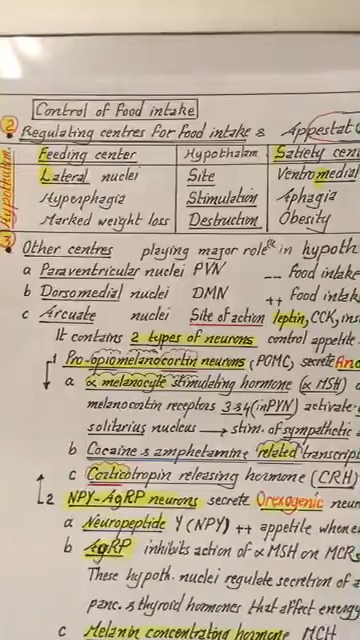 Control of food intake
2 Regulating centres for food intake & Appestat
Feeding center Hypothalam. Satiety cen
Lateral nuclei Site Ventromedial
Hyperphagia Stimulation Aphagia
Marked weight loss Destruction Obesity
Hypothalam.
3 Other centres playing major role in hypoth
a Paraventricular nuclei PVN __ food intake
b Dorsomedial nuclei DMN ++ food intak
c Arcuate nuclei Site of action leptin, CCK, ins
It contains 2 types of neurons control appetite
1 Pro-opiomelanocortin neurons (POMC) secrete Ano
a α melanocyte stimulating hormone (α MSH)
melanocortin receptors 3 & 4 (in PVN) activate
solitarius nucleus → stim. of sympathetic a
b Cocaine & amphetamine related transcript
c Corticotropin releasing hormone (CRH)
2 NPY-AgRP neurons secrete Orexogenic neur
a Neuropeptide Y (NPY) ++ appetite when e
b AgRP inhibits action of α MSH on MCRs
These hypoth. nuclei regulate secretion of a
panc. & thyroid hormones that affect energy
c Melanin concentrating hormone MCH